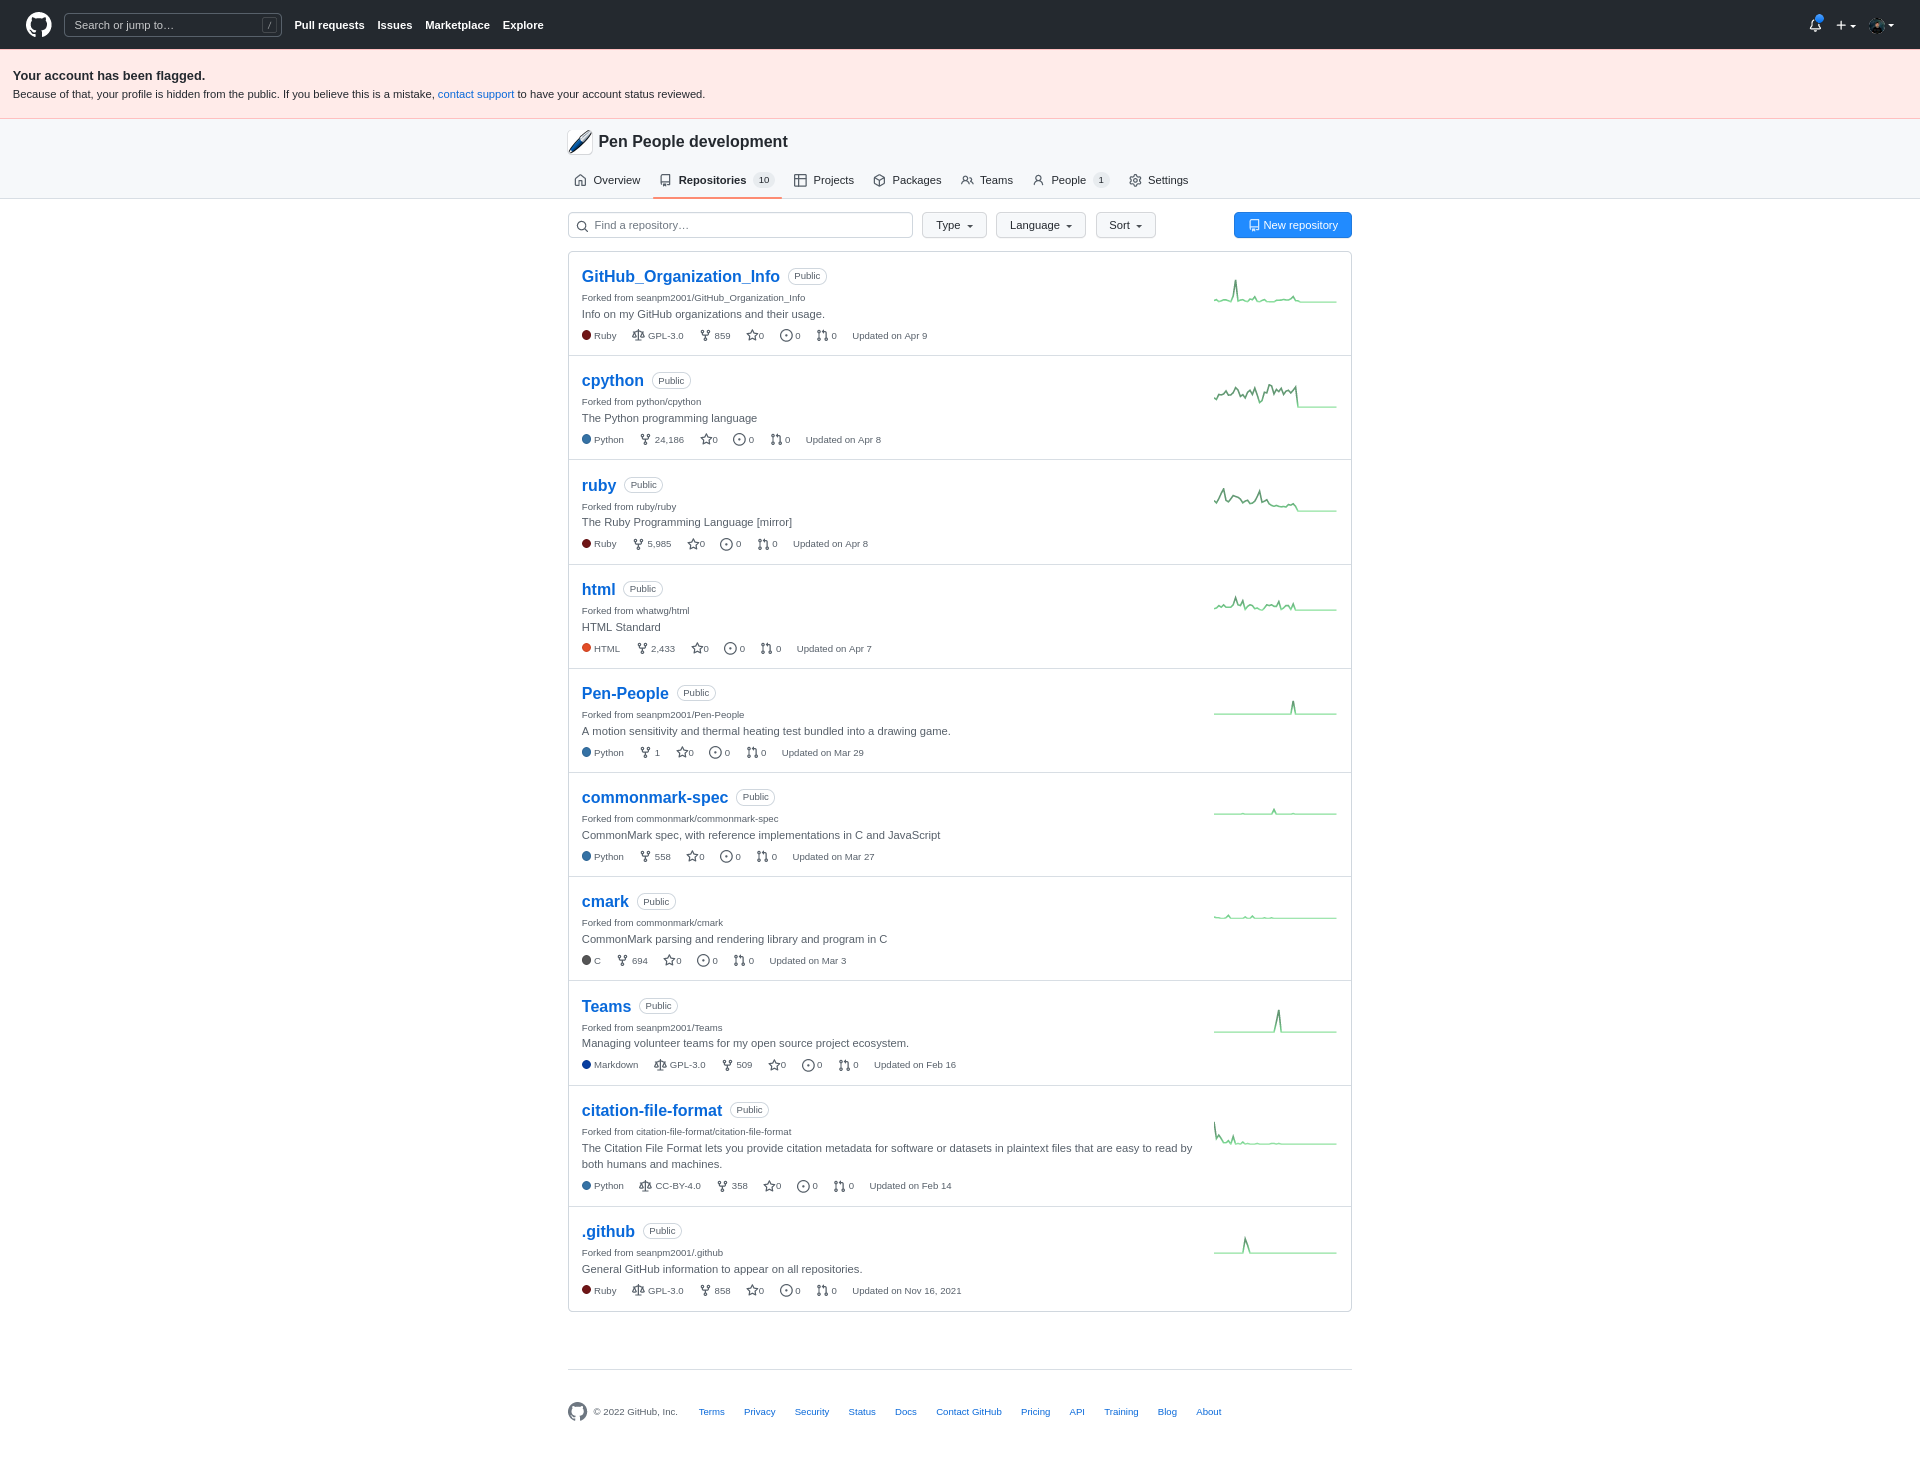 Search or jump to… / Pull requests Issues Marketplace Explore
Your account has been flagged.
Because of that, your profile is hidden from the public. If you believe this is a mistake, contact support to have your account status reviewed.
Pen People development
Overview Repositories 10 Projects Packages Teams People 1 Settings
Find a repository… Type Language Sort New repository
GitHub_Organization_Info Public
Forked from seanpm2001/GitHub_Organization_Info
Info on my GitHub organizations and their usage.
Ruby GPL-3.0 859 0 0 0 Updated on Apr 9
cpython Public
Forked from python/cpython
The Python programming language
Python 24,186 0 0 0 Updated on Apr 8
ruby Public
Forked from ruby/ruby
The Ruby Programming Language [mirror]
Ruby 5,985 0 0 0 Updated on Apr 8
html Public
Forked from whatwg/html
HTML Standard
HTML 2,433 0 0 0 Updated on Apr 7
Pen-People Public
Forked from seanpm2001/Pen-People
A motion sensitivity and thermal heating test bundled into a drawing game.
Python 1 0 0 0 Updated on Mar 29
commonmark-spec Public
Forked from commonmark/commonmark-spec
CommonMark spec, with reference implementations in C and JavaScript
Python 558 0 0 0 Updated on Mar 27
cmark Public
Forked from commonmark/cmark
CommonMark parsing and rendering library and program in C
C 694 0 0 0 Updated on Mar 3
Teams Public
Forked from seanpm2001/Teams
Managing volunteer teams for my open source project ecosystem.
Markdown GPL-3.0 509 0 0 0 Updated on Feb 16
citation-file-format Public
Forked from citation-file-format/citation-file-format
The Citation File Format lets you provide citation metadata for software or datasets in plaintext files that are easy to read by
both humans and machines.
Python CC-BY-4.0 358 0 0 0 Updated on Feb 14
.github Public
Forked from seanpm2001/.github
General GitHub information to appear on all repositories.
Ruby GPL-3.0 858 0 0 0 Updated on Nov 16, 2021
© 2022 GitHub, Inc. Terms Privacy Security Status Docs Contact GitHub Pricing API Training Blog About